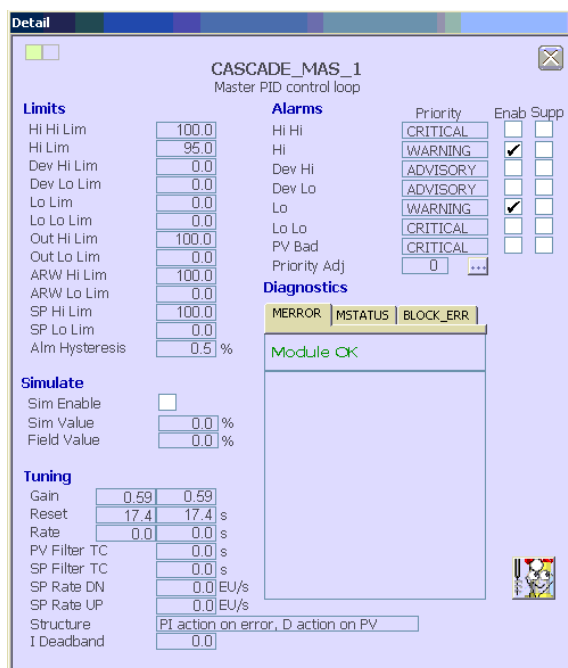 Detail
CASCADE_MAS_1
Master PID control loop
Limits
Hi Hi Lim 100.0
Hi Lim 95.0
Dev Hi Lim 0.0
Dev Lo Lim 0.0
Lo Lim 0.0
Lo Lo Lim 0.0
Out Hi Lim 100.0
Out Lo Lim 0.0
ARW Hi Lim 100.0
ARW Lo Lim 0.0
SP Hi Lim 100.0
SP Lo Lim 0.0
Alm Hysteresis 0.5 %
Simulate
Sim Enable
Sim Value 0.0 %
Field Value 0.0 %
Tuning
Gain 0.59 0.59
Reset 17.4 17.4 s
Rate 0.0 0.0 s
PV Filter TC 0.0 s
SP Filter TC 0.0 s
SP Rate DN 0.0 EU/s
SP Rate UP 0.0 EU/s
Structure PI action on error, D action on PV
I Deadband 0.0
Alarms Priority Enab Supp
Hi Hi CRITICAL
Hi WARNING
Dev Hi ADVISORY
Dev Lo ADVISORY
Lo WARNING
Lo Lo CRITICAL
PV Bad CRITICAL
Priority Adj 0 ...
Diagnostics
MERROR MSTATUS BLOCK_ERR
Module OK